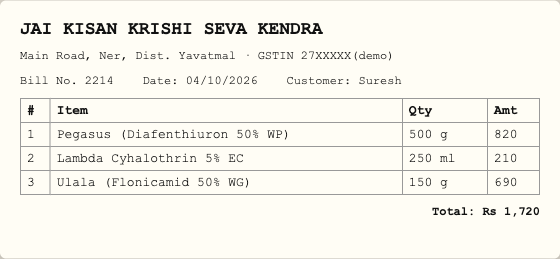 JAI KISAN KRISHI SEVA KENDRA
Main Road, Ner, Dist. Yavatmal · GSTIN 27XXXXX(demo)
Bill No. 2214 Date: 04/10/2026 Customer: Suresh
# Item Qty Amt
1 Pegasus (Diafenthiuron 50% WP) 500 g 820
2 Lambda Cyhalothrin 5% EC 250 ml 210
3 Ulala (Flonicamid 50% WG) 150 g 690
Total: Rs 1,720